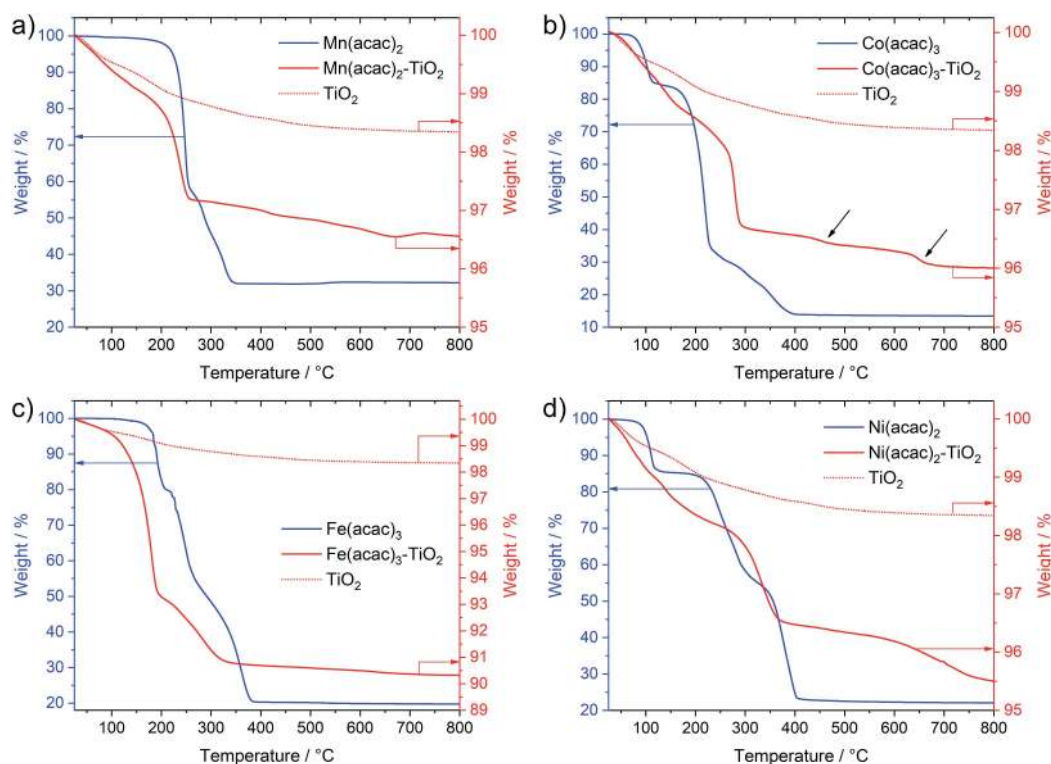 a)
Mn(acac)2
Mn(acac)2-TiO2
TiO2
Weight / %
100
90
80
70
60
50
40
30
20
100
99
98
97
96
95
Weight / %
100 200 300 400 500 600 700 800
Temperature / °C
b)
Co(acac)3
Co(acac)3-TiO2
TiO2
Weight / %
100
90
80
70
60
50
40
30
20
10
100
99
98
97
96
95
Weight / %
100 200 300 400 500 600 700 800
Temperature / °C
c)
Fe(acac)3
Fe(acac)3-TiO2
TiO2
Weight / %
100
90
80
70
60
50
40
30
20
100
99
98
97
96
95
94
93
92
91
90
89
Weight / %
100 200 300 400 500 600 700 800
Temperature / °C
d)
Ni(acac)2
Ni(acac)2-TiO2
TiO2
Weight / %
100
90
80
70
60
50
40
30
20
100
99
98
97
96
95
Weight / %
100 200 300 400 500 600 700 800
Temperature / °C